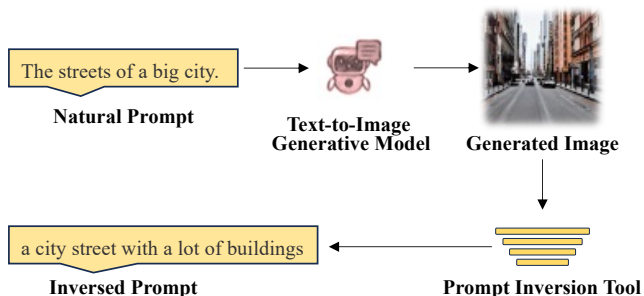 The streets of a big city.
Natural Prompt
Text-to-Image
Generative Model
Generated Image
a city street with a lot of buildings
Inversed Prompt
Prompt Inversion Tool